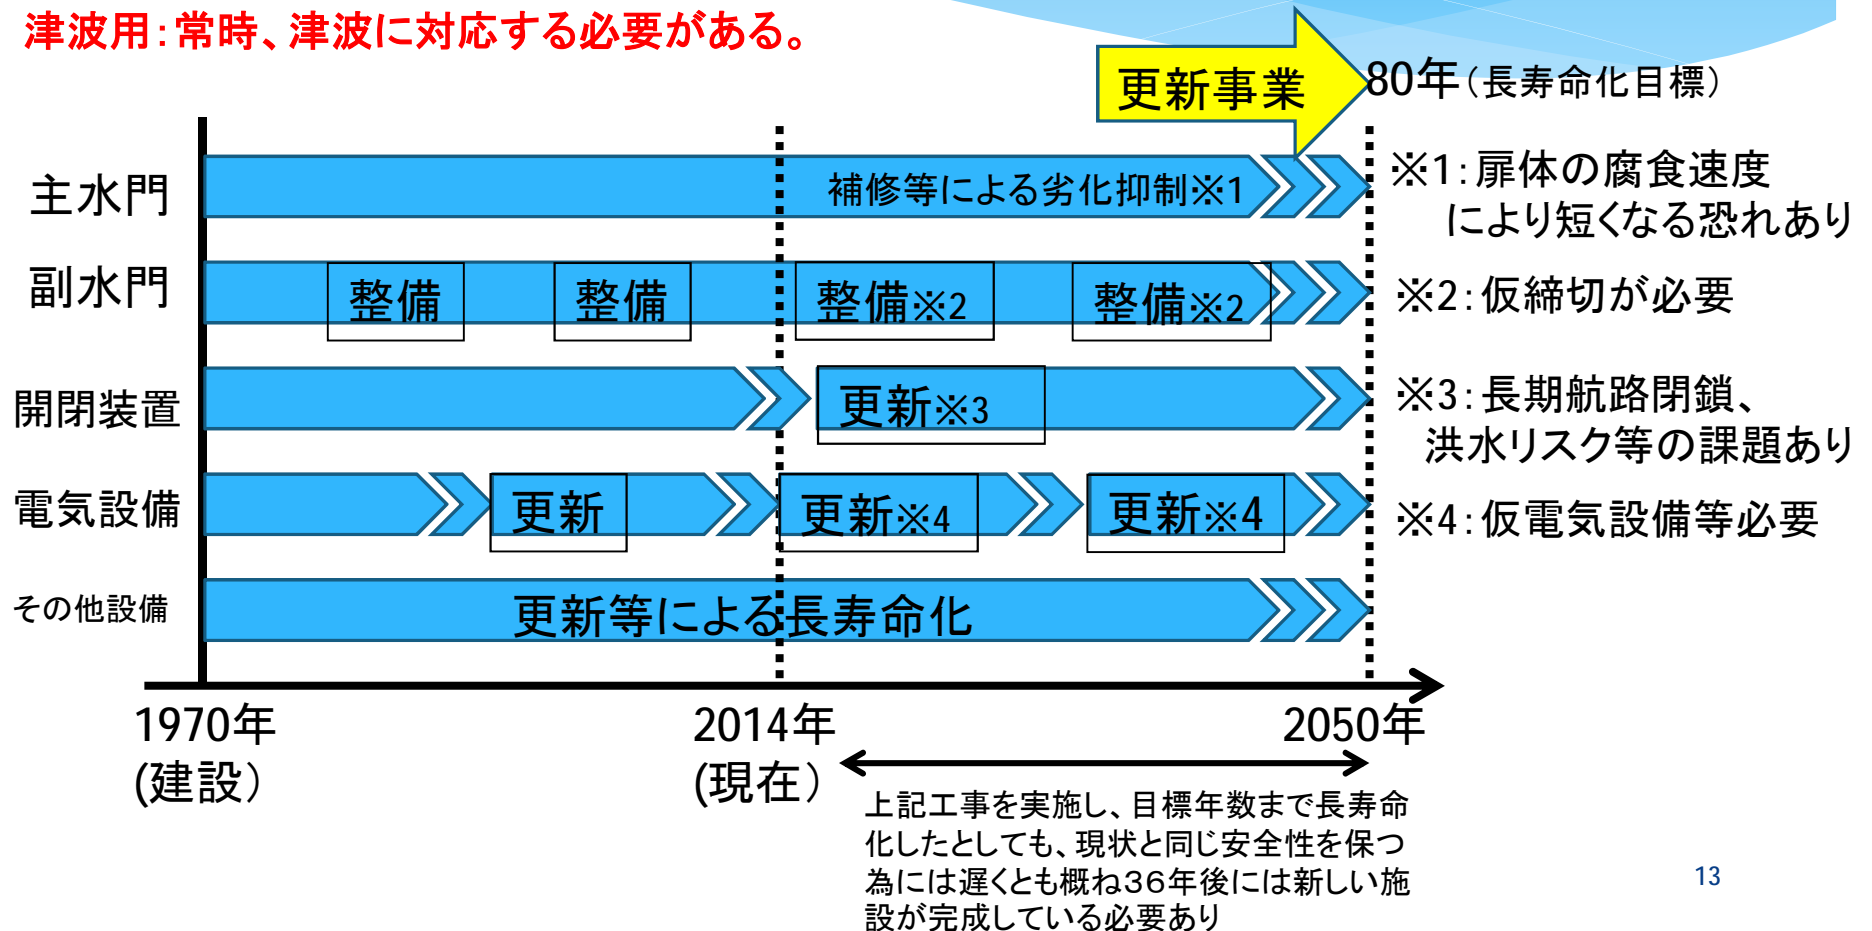 津波用：常時、津波に対応する必要がある。
更新事業
80年（長寿命化目標）
主水門
補修等による劣化抑制※1
※1：扉体の腐食速度
により短くなる恐れあり
副水門
整備
整備
整備※2
整備※2
※2：仮締切が必要
開閉装置
更新※3
※3：長期航路閉鎖、
洪水リスク等の課題あり
電気設備
更新
更新※4
更新※4
※4：仮電気設備等必要
その他設備
更新等による長寿命化
1970年
(建設）
2014年
(現在）
2050年
上記工事を実施し、目標年数まで長寿命
化したとしても、現状と同じ安全性を保つ
為には遅くとも概ね３６年後には新しい施
設が完成している必要あり
13